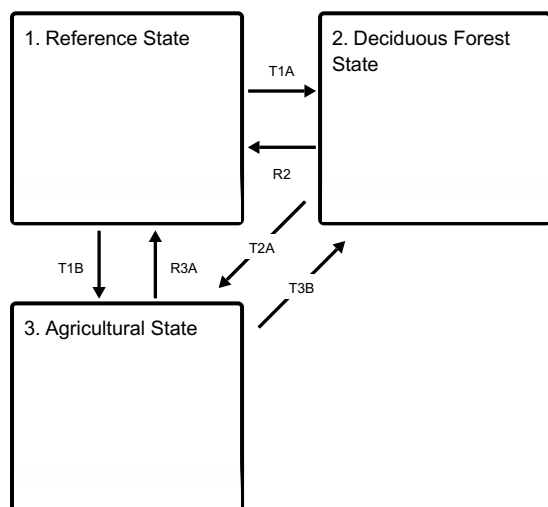 1. Reference State
2. Deciduous Forest
State
T1A
R2
T2A
T1B
R3A
T3B
3. Agricultural State